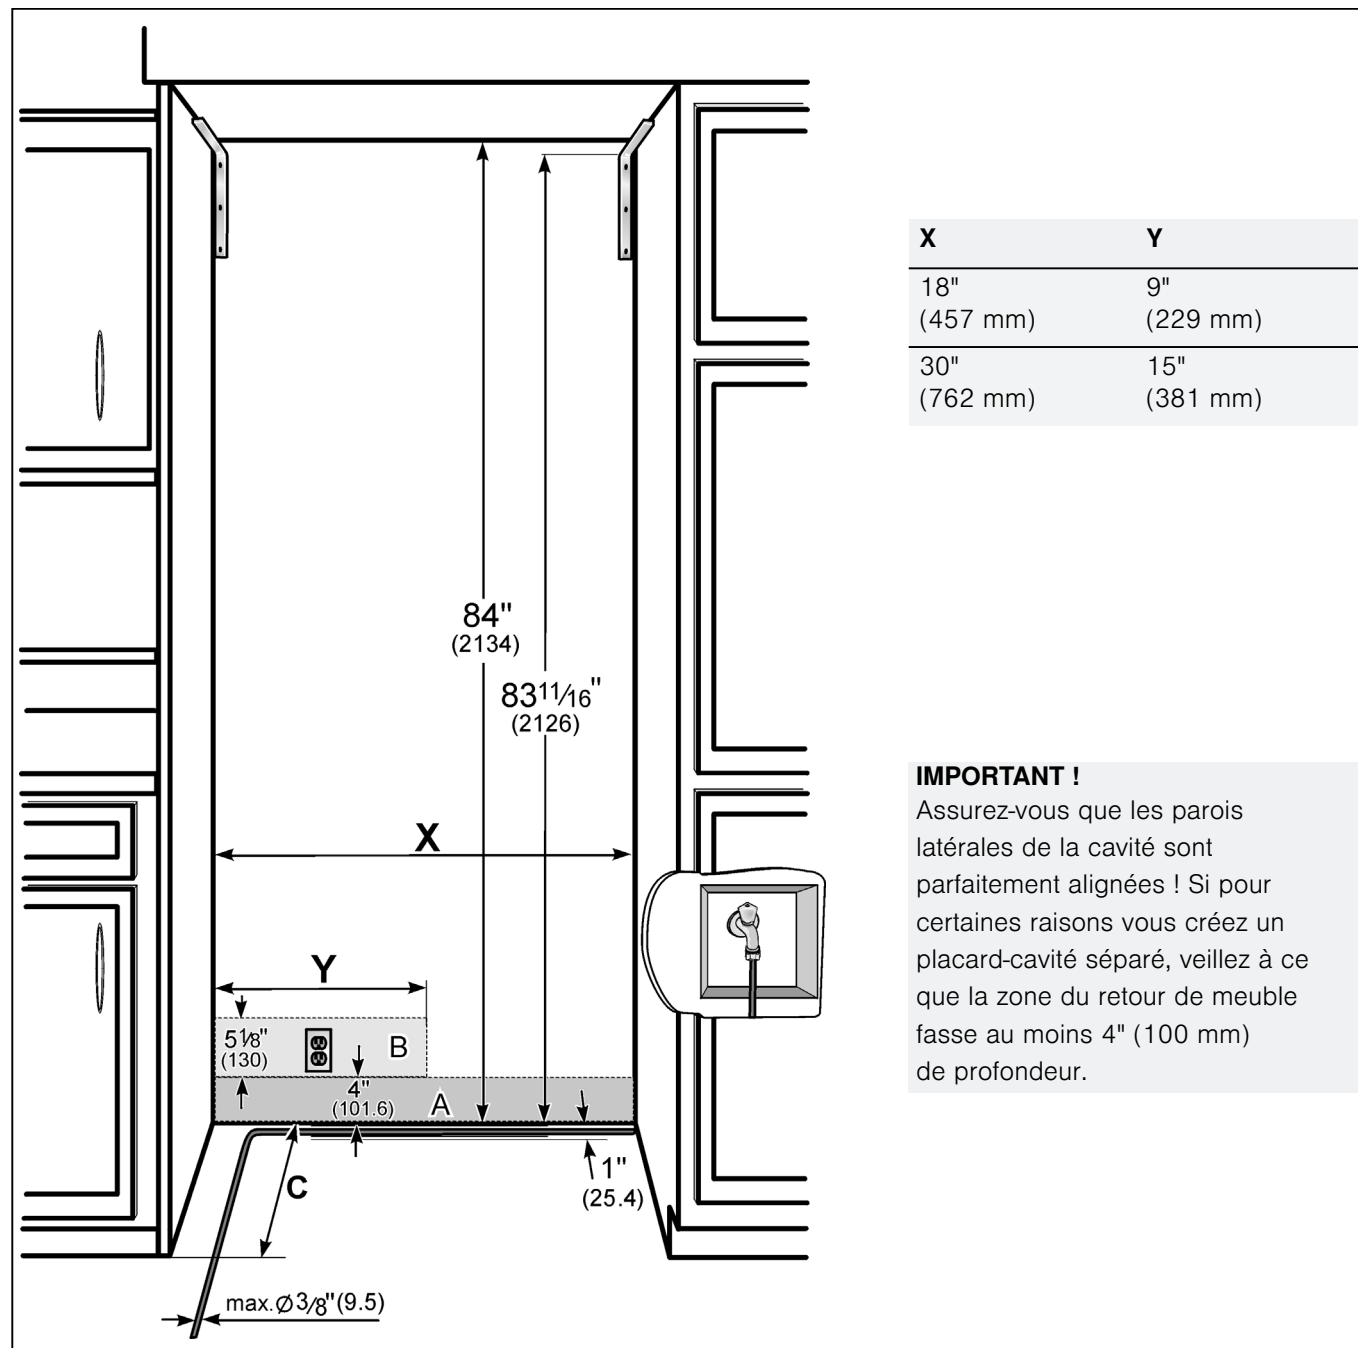 X Y
18" 9"
(457 mm) (229 mm)
30" 15"
(762 mm) (381 mm)
84"
(2134)
83 11/16"
(2126)
X
Y
5 1/8"
(130)
B
4"
(101.6)
A
C
1"
(25.4)
max. Ø 3/8" (9.5)
IMPORTANT !
Assurez-vous que les parois
latérales de la cavité sont
parfaitement alignées ! Si pour
certaines raisons vous créez un
placard-cavité séparé, veillez à ce
que la zone du retour de meuble
fasse au moins 4" (100 mm)
de profondeur.